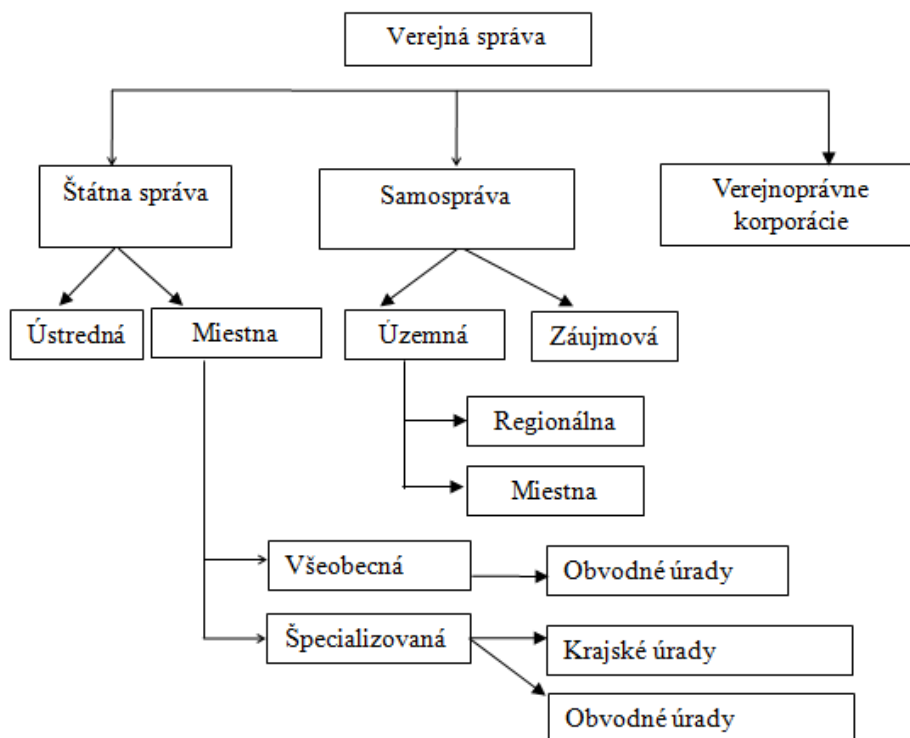 Verejná správa
Štátna správa
Samospráva
Verejnoprávne
korporácie
Ústredná
Miestna
Územná
Záujmová
Regionálna
Miestna
Všeobecná
Obvodné úrady
Špecializovaná
Krajské úrady
Obvodné úrady